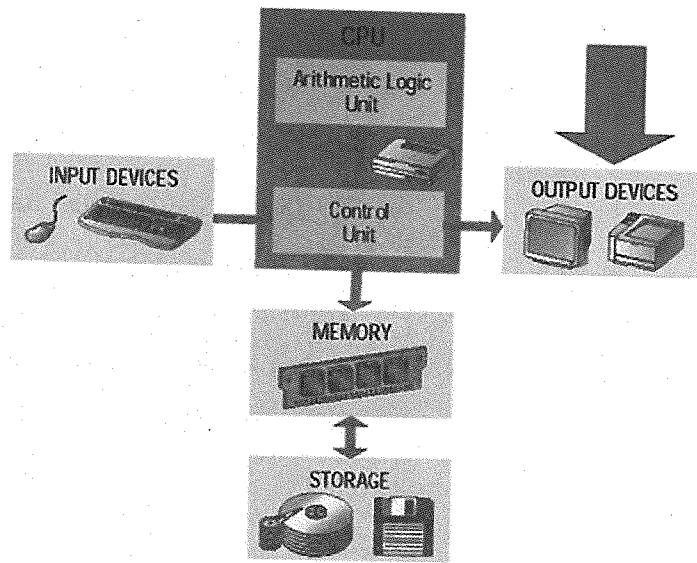 CPU
Arithmetic Logic
Unit
INPUT DEVICES
Control
Unit
OUTPUT DEVICES
MEMORY
STORAGE